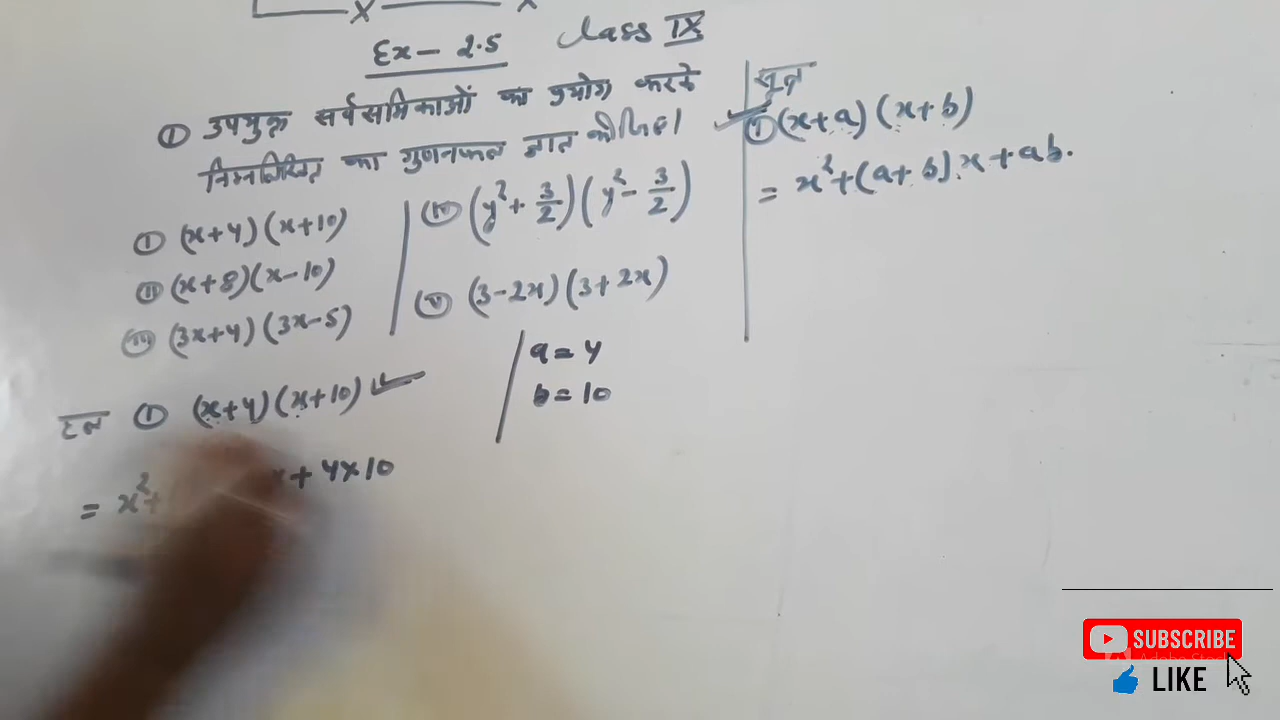 Ex - 2.5 Class IX
① उपयुक्त सर्वसमिकाओं का प्रयोग करके
निम्नलिखित का गुणनफल ज्ञात कीजिए।
ⓘ (x+4)(x+10)
ⓘⓘ (x+8)(x-10)
ⓘⓘⓘ (3x+4)(3x-5)
ⓘⓥ (y²+3/2)(y²-3/2)
ⓥ (3-2x)(3+2x)
सूत्र
① (x+a)(x+b)
= x²+(a+b)x+ab.
हल ① (x+4)(x+10)
a = 4
b = 10
= x²+ x+4×10
SUBSCRIBE
LIKE